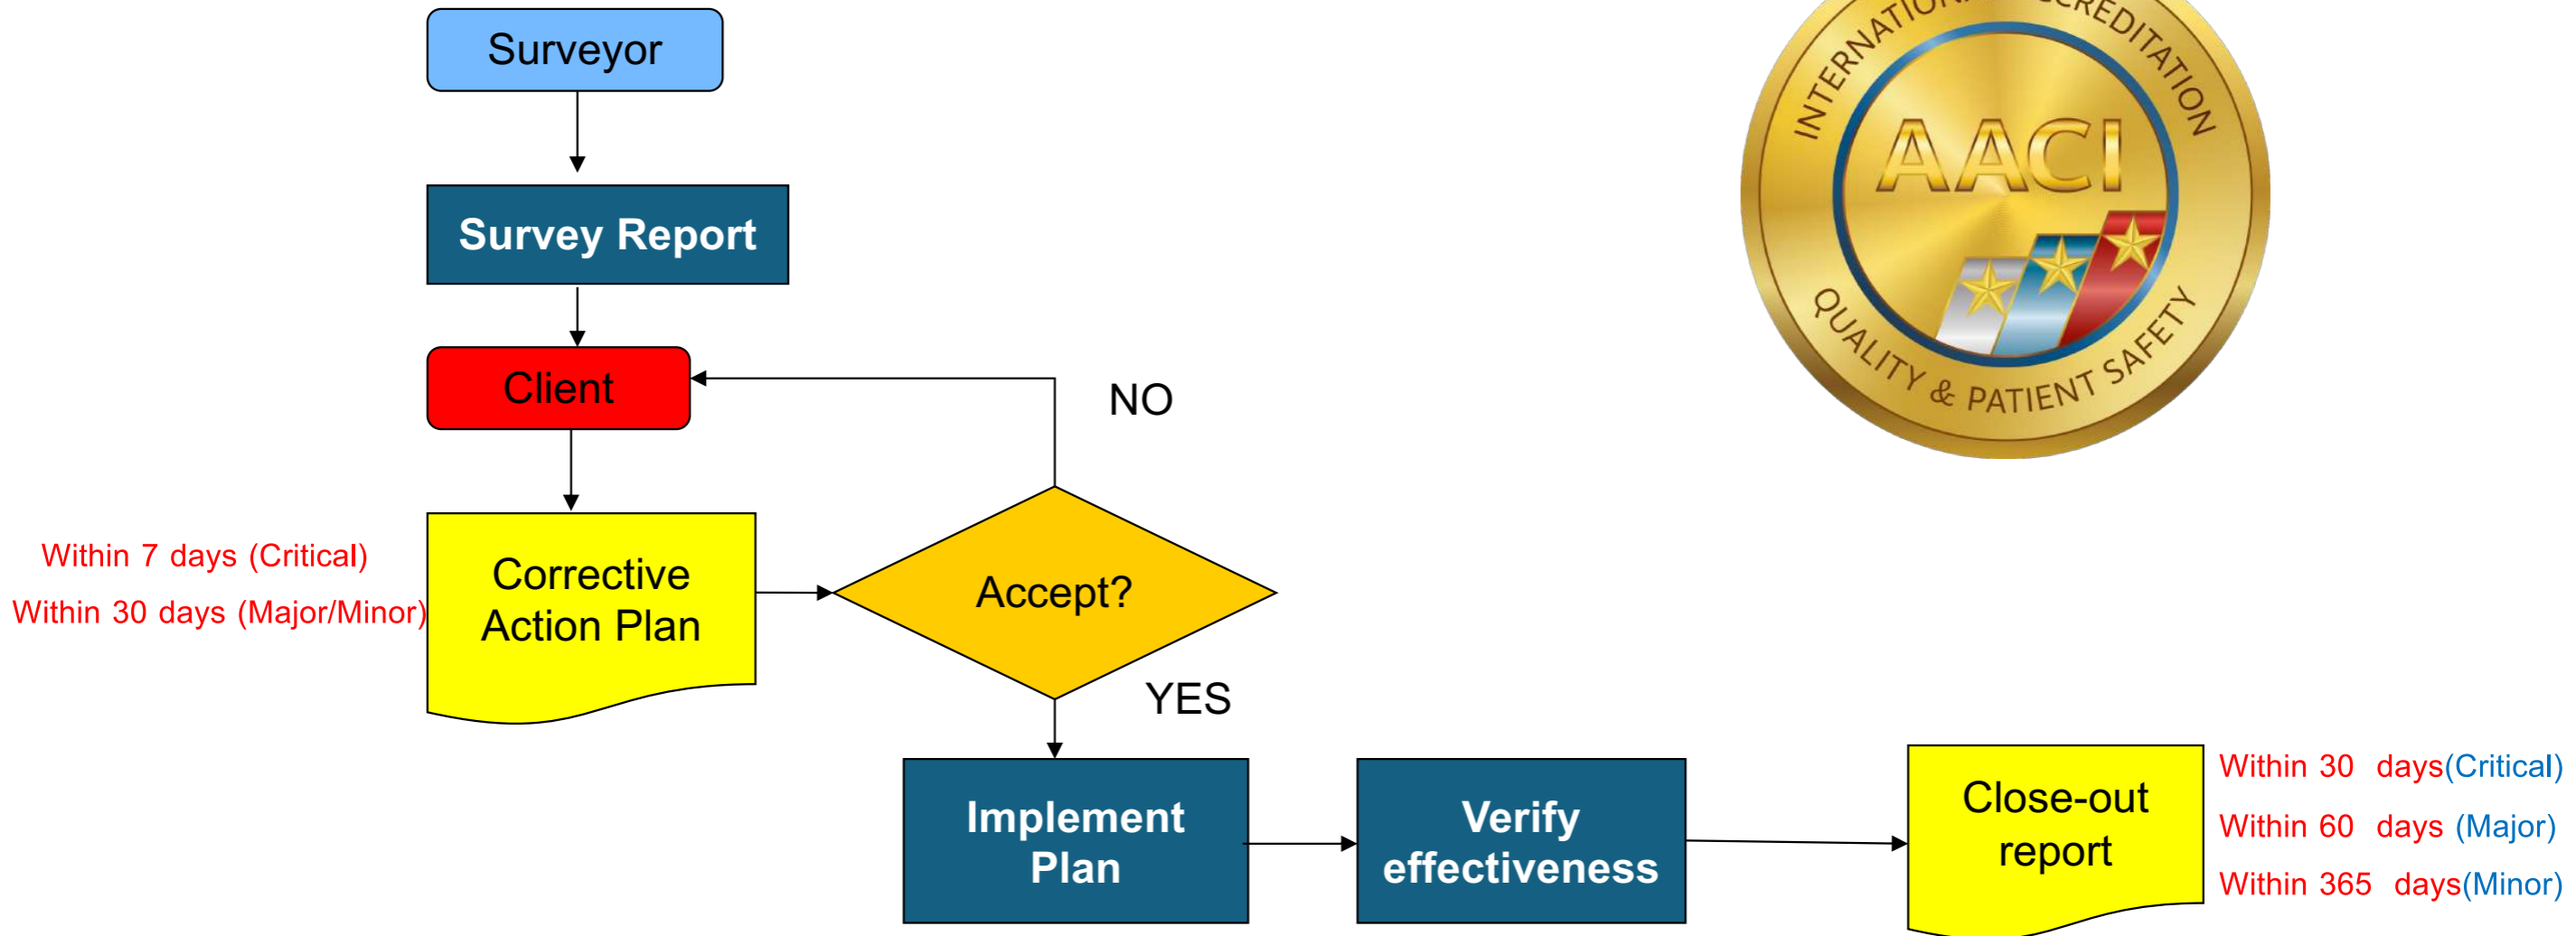 Surveyor
Survey Report
Client
NO
Within 7 days (Critical)
Within 30 days (Major/Minor)
Corrective
Action Plan
Accept?
YES
Implement
Plan
Verify
effectiveness
Close-out
report
Within 30 days(Critical)
Within 60 days (Major)
Within 365 days(Minor)
AACI
QUALITY & PATIENT SAFETY